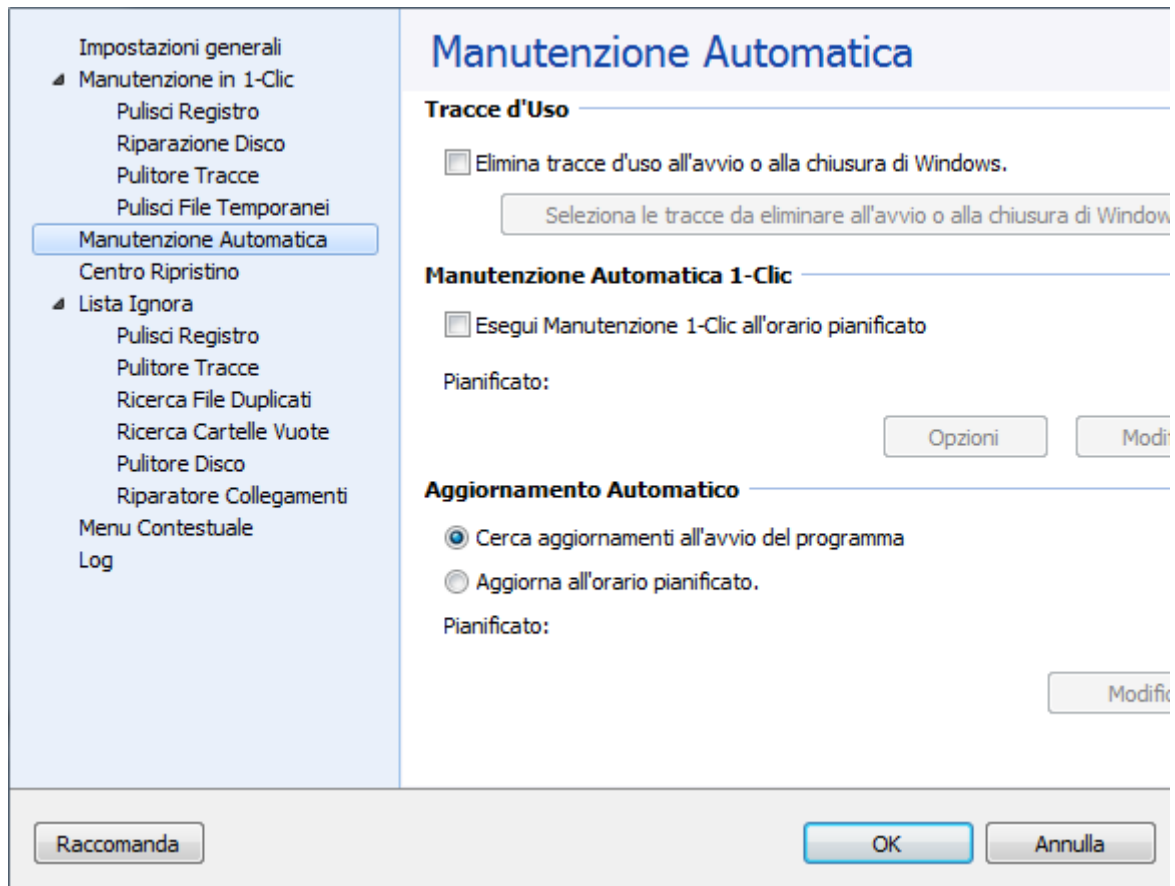 Impostazioni generali
Manutenzione in 1-Clic
Pulisci Registro
Riparazione Disco
Pulitore Tracce
Pulisci File Temporanei
Manutenzione Automatica
Centro Ripristino
Lista Ignora
Pulisci Registro
Pulitore Tracce
Ricerca File Duplicati
Ricerca Cartelle Vuote
Pulitore Disco
Riparatore Collegamenti
Menu Contestuale
Log
Manutenzione Automatica
Tracce d'Uso
Elimina tracce d'uso all'avvio o alla chiusura di Windows.
Seleziona le tracce da eliminare all'avvio o alla chiusura di Window
Manutenzione Automatica 1-Clic
Esegui Manutenzione 1-Clic all'orario pianificato
Pianificato:
Opzioni
Modif
Aggiornamento Automatico
Cerca aggiornamenti all'avvio del programma
Aggiorna all'orario pianificato.
Pianificato:
Modific
Raccomanda
OK
Annulla